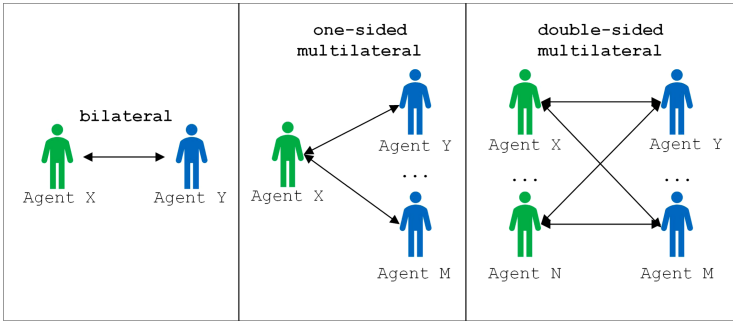 bilateral
Agent X
Agent Y
one-sided
multilateral
Agent X
Agent Y
...
Agent M
double-sided
multilateral
Agent X
Agent Y
...
...
Agent N
Agent M